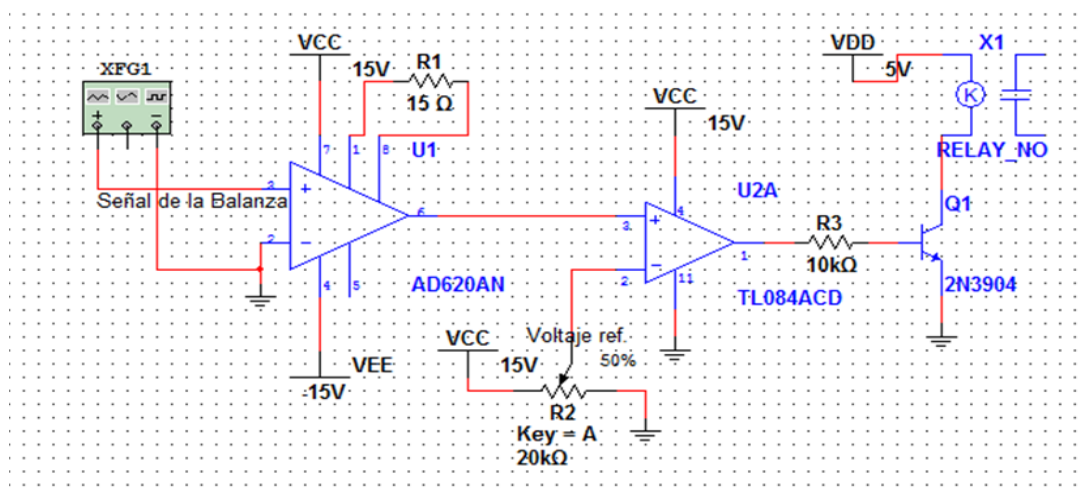 XFG1
VCC
15V
R1
15 Ω
7
1
8
U1
3
2
6
4
5
Señal de la Balanza
AD620AN
VEE
-15V
VCC
15V
U2A
4
3
2
1
11
TL084ACD
Voltaje ref.
50%
VCC
15V
R2
Key = A
20kΩ
R3
10kΩ
VDD
5V
X1
K
RELAY_NO
Q1
2N3904